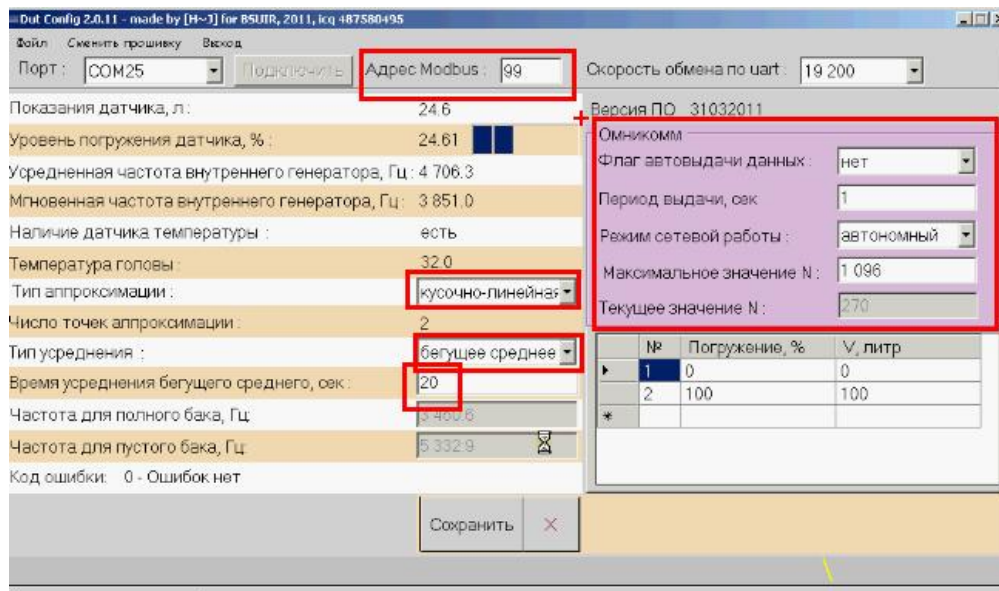 Dut Config 2.0.11 - made by [H~J] for BSUIR, 2011, icq 487580495
Файл Сменить прошивку Выход
Порт : COM25 Подключить Адрес Modbus : 99 Скорость обмена по uart : 19 200
Показания датчика, л : 24.6
Уровень погружения датчика, % : 24.61
Усредненная частота внутреннего генератора, Гц : 4 706.3
Мгновенная частота внутреннего генератора, Гц : 3 851.0
Наличие датчика температуры : есть
Температура головы : 32.0
Тип аппроксимации : кусочно-линейная
Число точек аппроксимации : 2
Тип усреднения : бегущее среднее
Время усреднения бегущего среднего, сек : 20
Частота для полного бака, Гц: 3 460.6
Частота для пустого бака, Гц: 5 332.9
Код ошибки: 0 - Ошибок нет
Сохранить
Версия ПО 31032011
Омникомм
Флаг автовыдачи данных : нет
Период выдачи, сек 1
Режим сетевой работы : автономный
Максимальное значение N : 1 096
Текущее значение N : 270
№ Погружение, % V, литр
1 0 0
2 100 100